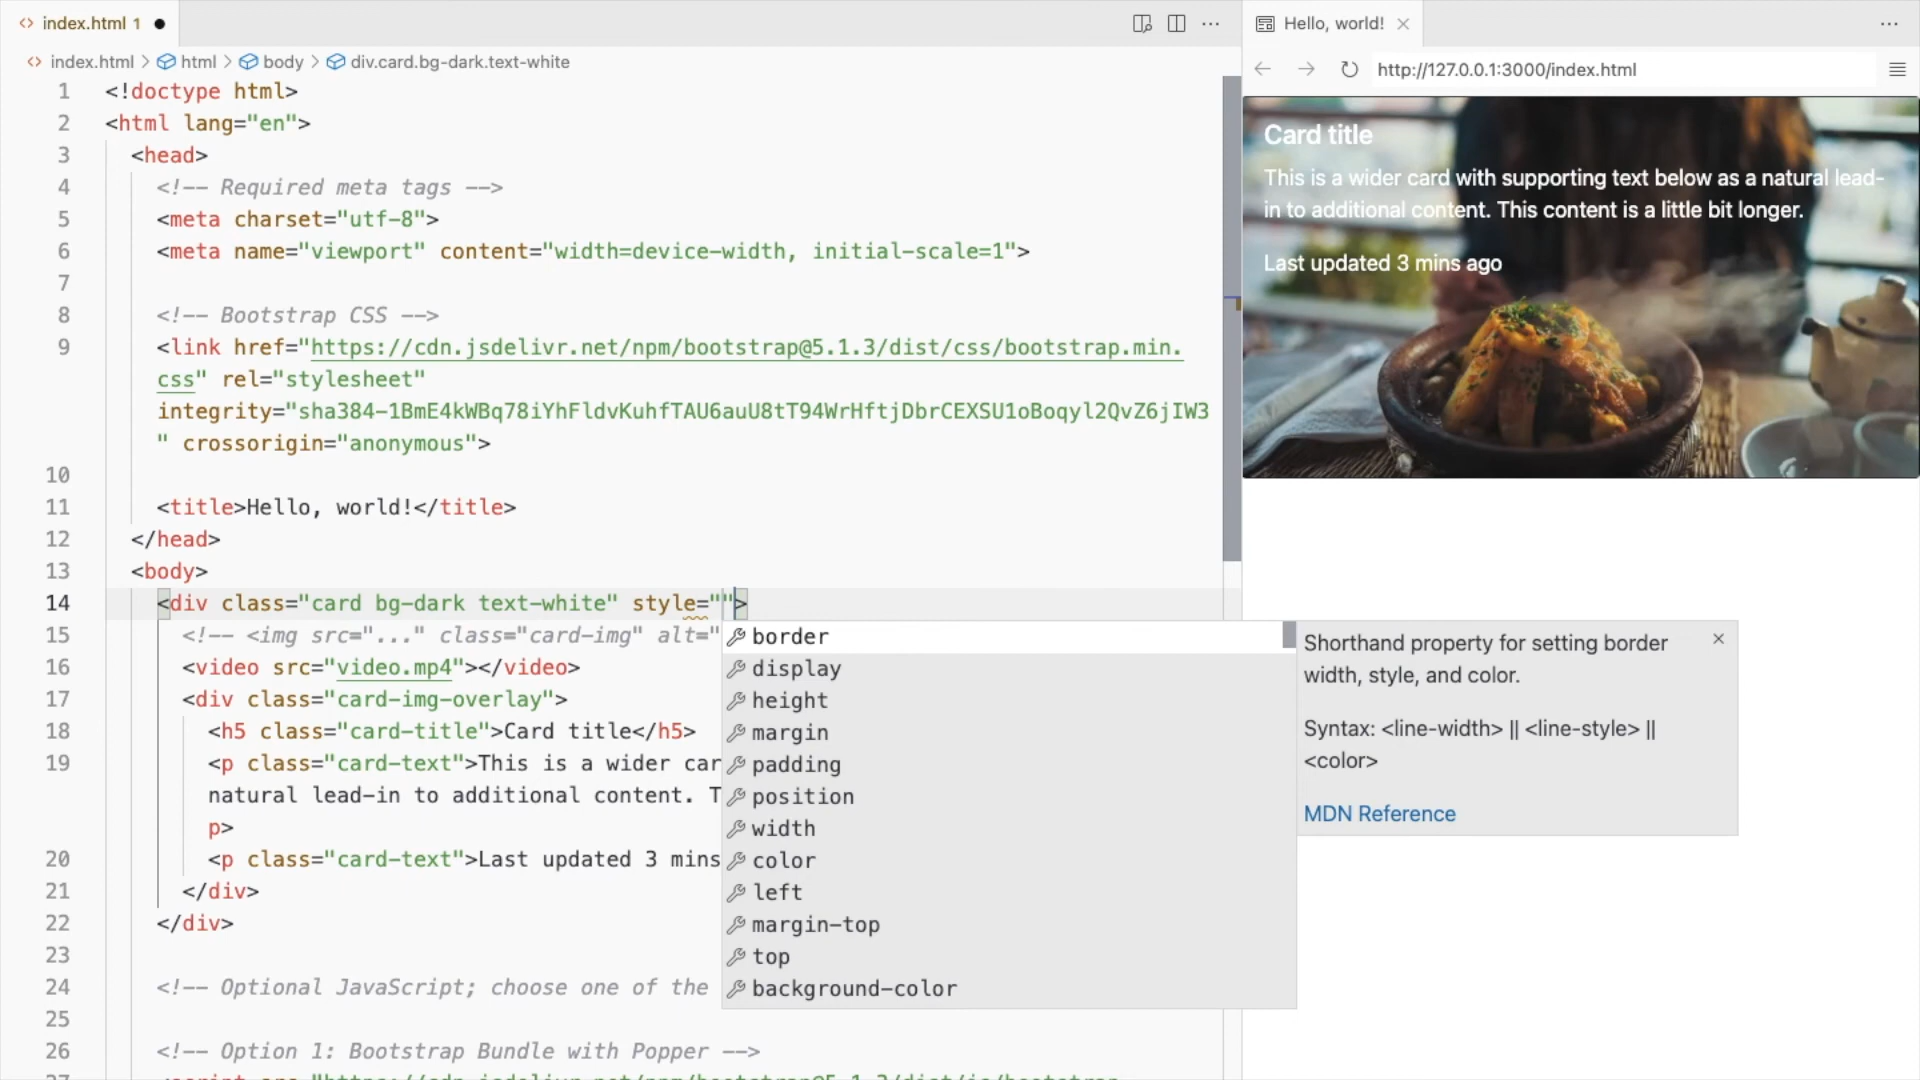 index.html 1
Hello, world!
index.html > html > body > div.card.bg-dark.text-white
http://127.0.0.1:3000/index.html
1 <!doctype html>
2 <html lang="en">
3 <head>
4 <!-- Required meta tags -->
5 <meta charset="utf-8">
6 <meta name="viewport" content="width=device-width, initial-scale=1">
7
8 <!-- Bootstrap CSS -->
9 <link href="https://cdn.jsdelivr.net/npm/bootstrap@5.1.3/dist/css/bootstrap.min.
css" rel="stylesheet"
integrity="sha384-1BmE4kWBq78iYhFldvKuhfTAU6auU8tT94WrHftjDbrCEXSU1oBoqyl2QvZ6jIW3
" crossorigin="anonymous">
10
11 <title>Hello, world!</title>
12 </head>
13 <body>
14 <div class="card bg-dark text-white" style="">
15 <!-- <img src="..." class="card-img" alt="
16 <video src="video.mp4"></video>
17 <div class="card-img-overlay">
18 <h5 class="card-title">Card title</h5>
19 <p class="card-text">This is a wider car
natural lead-in to additional content. T
p>
20 <p class="card-text">Last updated 3 mins
21 </div>
22 </div>
23
24 <!-- Optional JavaScript; choose one of the
25
26 <!-- Option 1: Bootstrap Bundle with Popper -->
border
display
height
margin
padding
position
width
color
left
margin-top
top
background-color
Shorthand property for setting border
width, style, and color.
Syntax: <line-width> || <line-style> ||
<color>
MDN Reference
Card title
This is a wider card with supporting text below as a natural lead-
in to additional content. This content is a little bit longer.
Last updated 3 mins ago